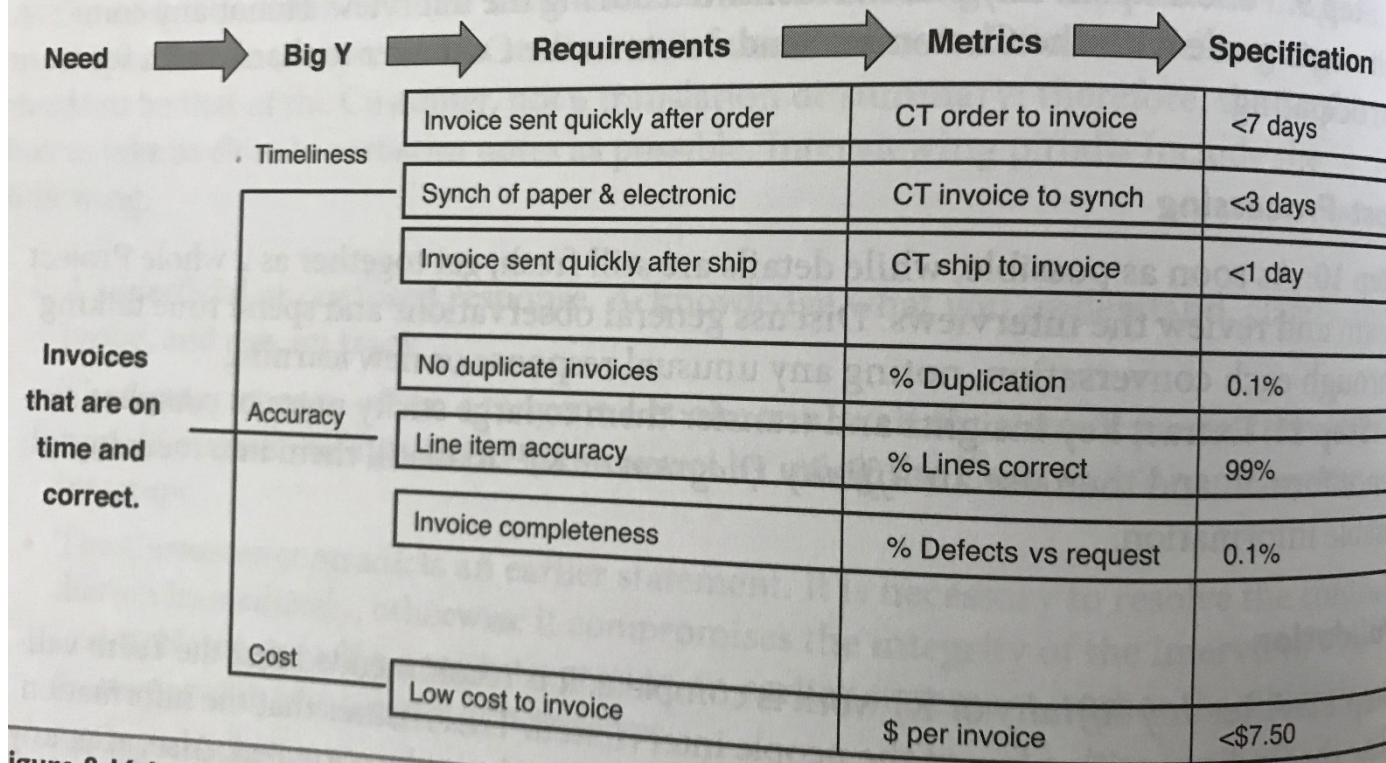 Need Big Y Requirements Metrics Specification
Invoice sent quickly after order CT order to invoice <7 days
Timeliness
Synch of paper & electronic CT invoice to synch <3 days
Invoice sent quickly after ship CT ship to invoice <1 day
Invoices
that are on
time and
correct.
No duplicate invoices % Duplication 0.1%
Accuracy
Line item accuracy % Lines correct 99%
Invoice completeness % Defects vs request 0.1%
Cost
Low cost to invoice $ per invoice <$7.50